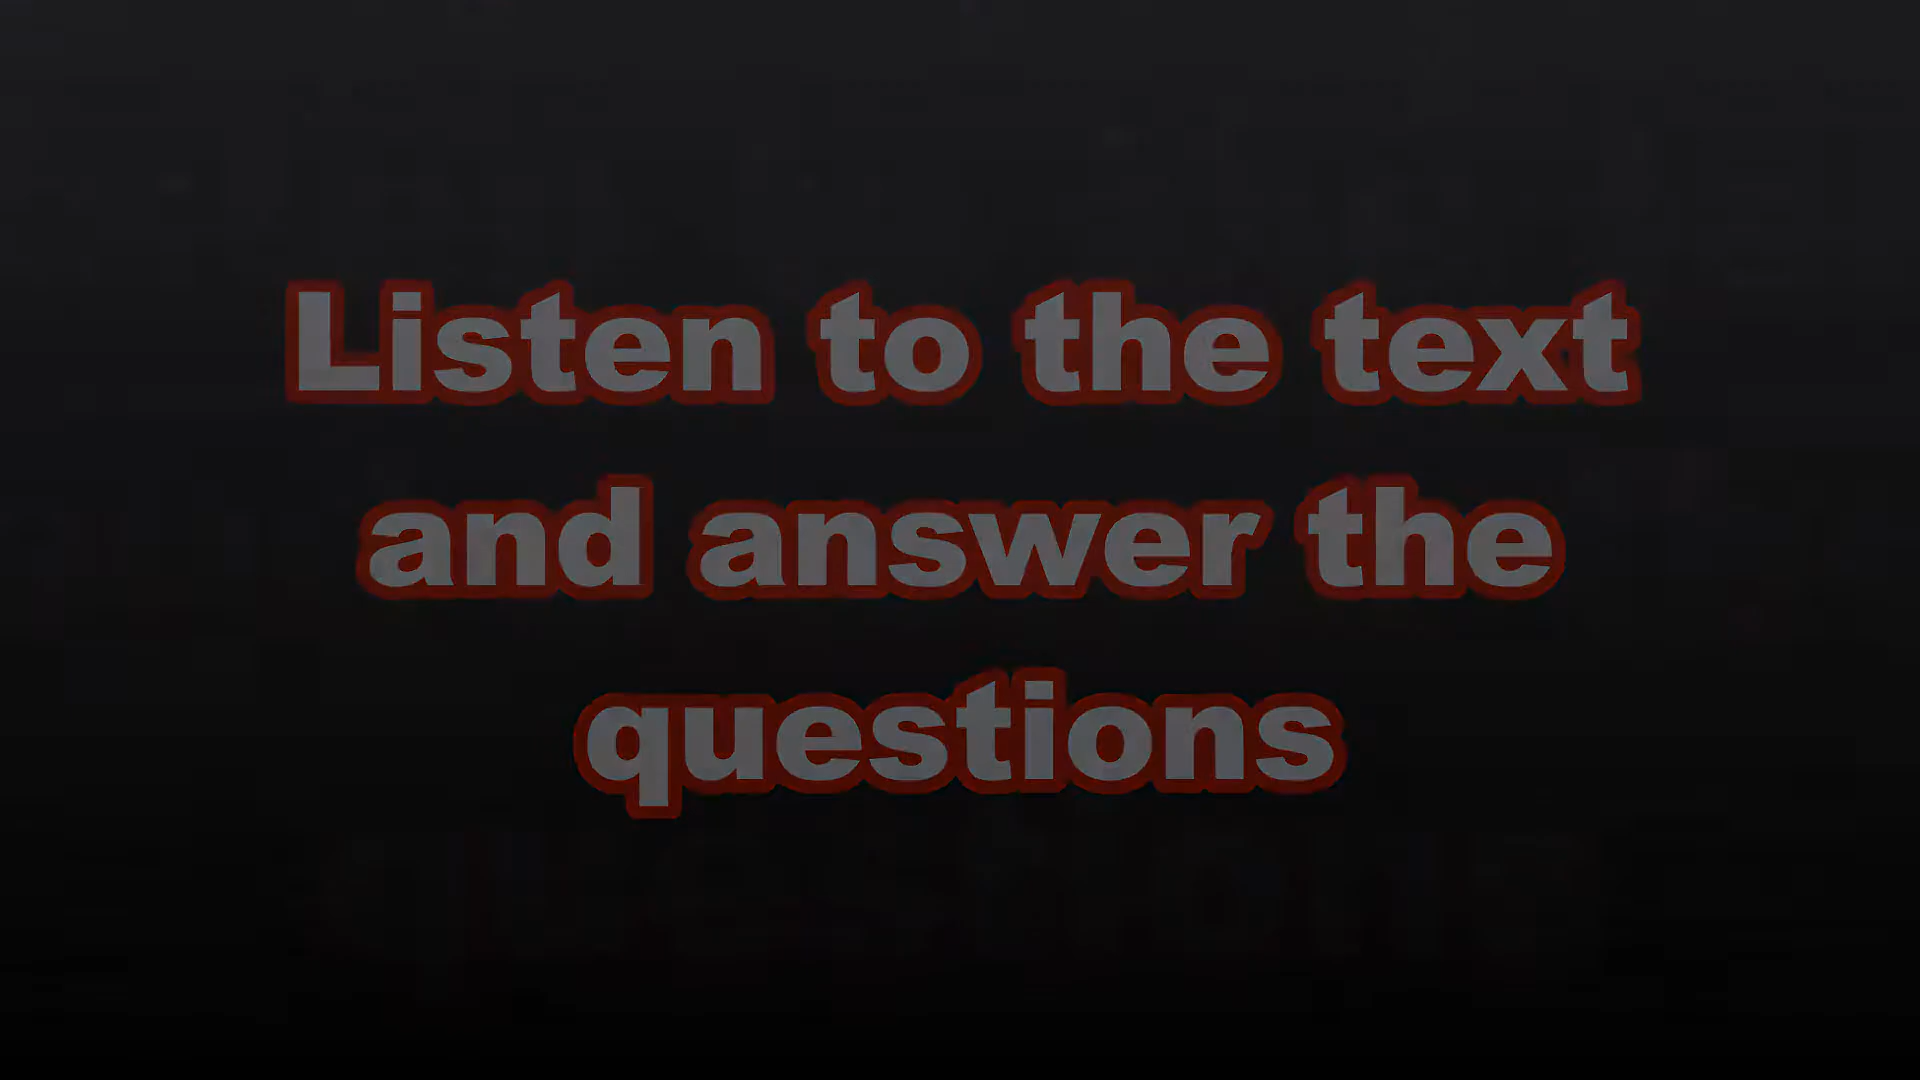 Listen to the text
and answer the
questions